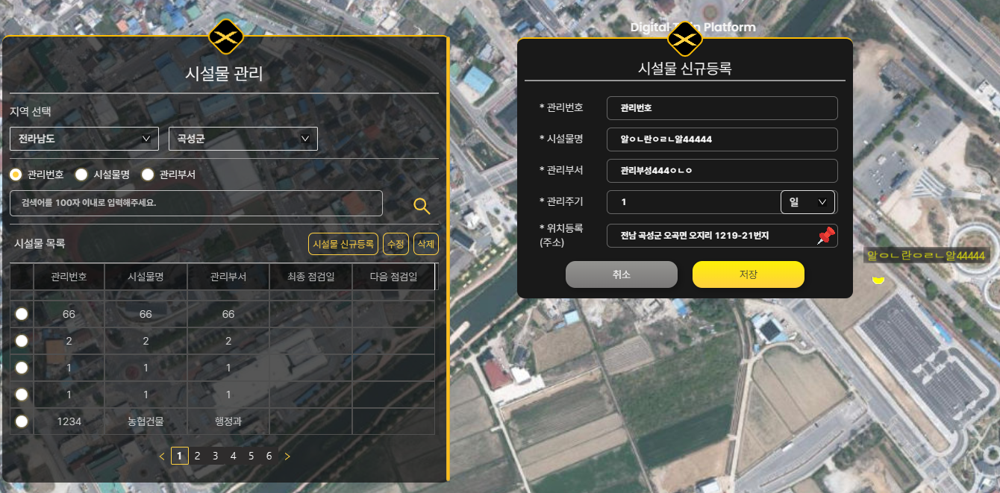 Digital Twin Platform
시설물 관리
지역 선택
전라남도 곡성군
관리번호 시설물명 관리부서
검색어를 100자 이내로 입력해주세요.
시설물 목록 시설물 신규등록 수정 삭제
관리번호 시설물명 관리부서 최종 점검일 다음 점검일
66 66 66
2 2 2
1 1 1
1 1 1
1234 농협건물 행정과
< 1 2 3 4 5 6 >
시설물 신규등록
* 관리번호 관리번호
* 시설물명 알ㅇㄴ란ㅇㄹㄴ알44444
* 관리부서 관리부성444ㅇㄴㅇ
* 관리주기 1 일
* 위치등록
(주소) 전남 곡성군 오곡면 오지리 1219-21번지
취소 저장
알ㅇㄴ란ㅇㄹㄴ알44444